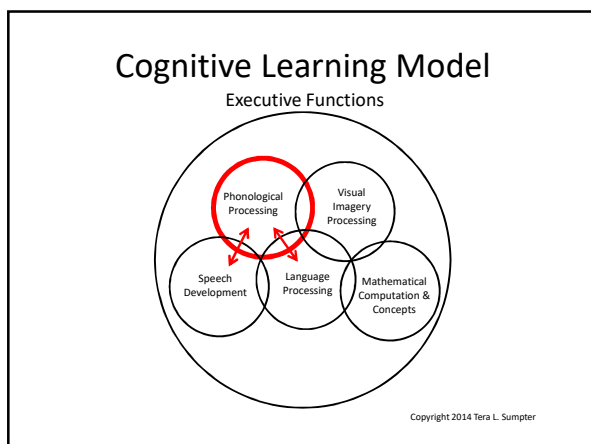 Cognitive Learning Model
Executive Functions
Phonological
Processing
Visual
Imagery
Processing
Speech
Development
Language
Processing
Mathematical
Computation &
Concepts
Copyright 2014 Tera L. Sumpter